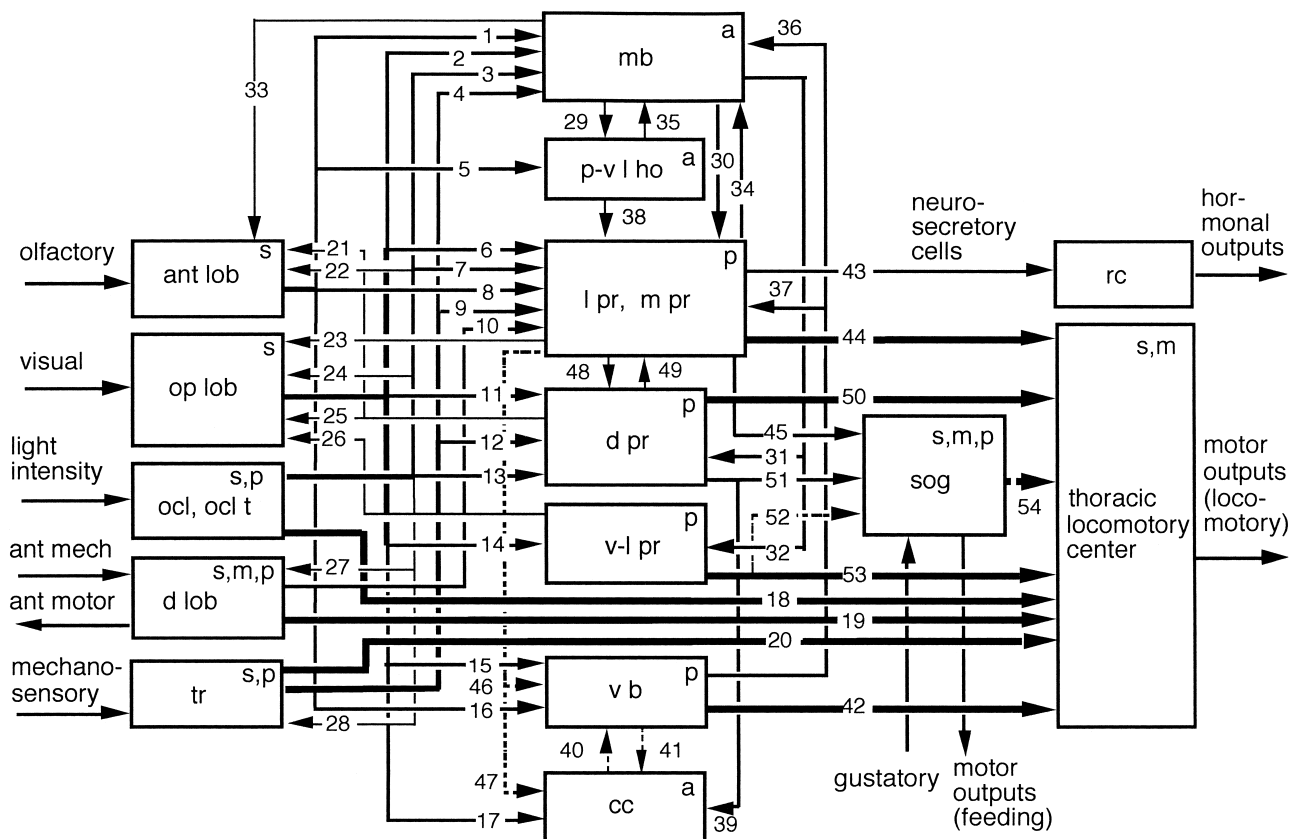 1
36
a
2
mb
3
33
4
29
35
30
a
5
p-v l ho
34
38
neuro-
secretory
cells
hor-
monal
outputs
olfactory
s
21
6
p
ant lob
22
7
43
rc
8
l pr, m pr
37
9
10
visual
s
23
44
s,m
op lob
24
48
49
11
50
25
p
light
intensity
26
12
d pr
45
s,m,p
31
s,p
13
51
sog
motor
outputs
(loco-
motory)
ocl, ocl t
54
thoracic
locomotory
center
p
52
ant mech
s,m,p
14
v-l pr
32
27
53
ant motor
d lob
18
19
20
mechano-
sensory
s,p
15
p
tr
46
v b
16
42
28
40
41
gustatory
motor
outputs
(feeding)
47
a
cc
17
39